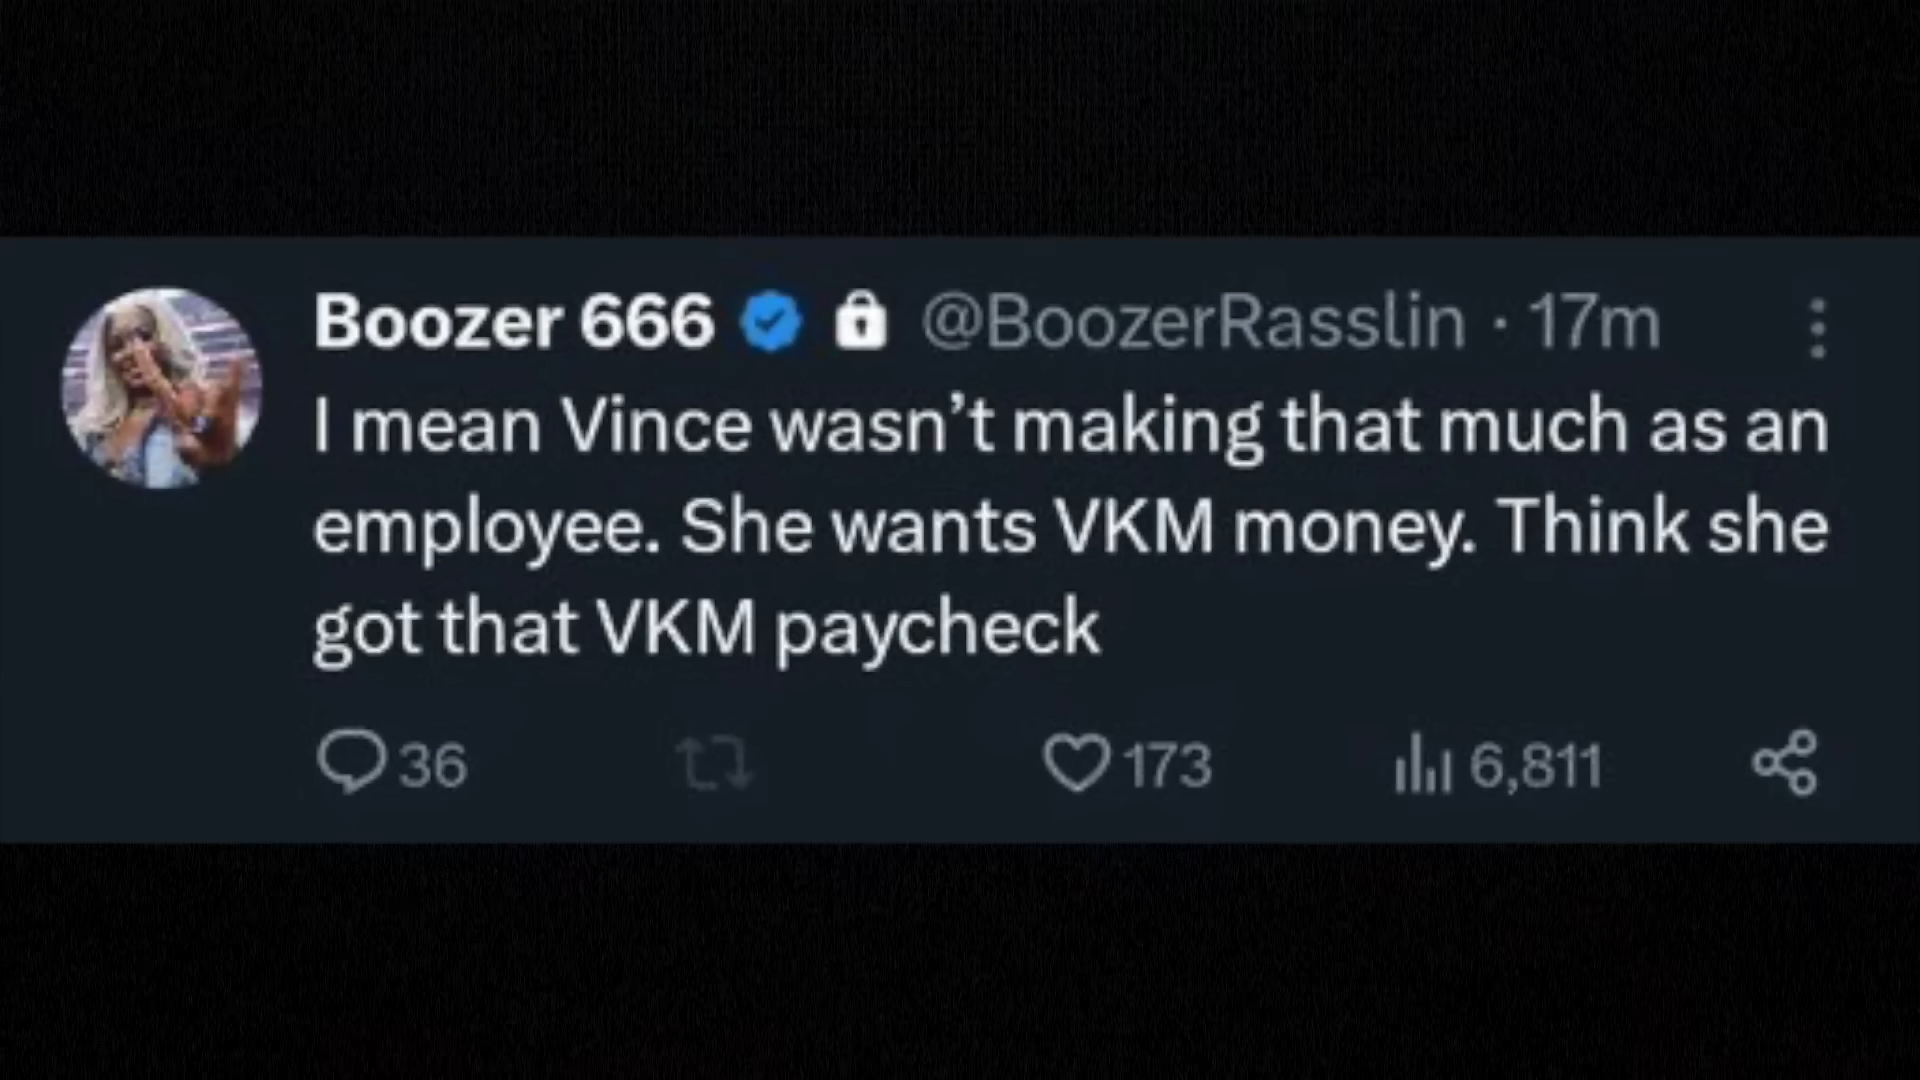 Boozer 666 @BoozerRasslin · 17m
I mean Vince wasn’t making that much as an
employee. She wants VKM money. Think she
got that VKM paycheck
36 173 6,811